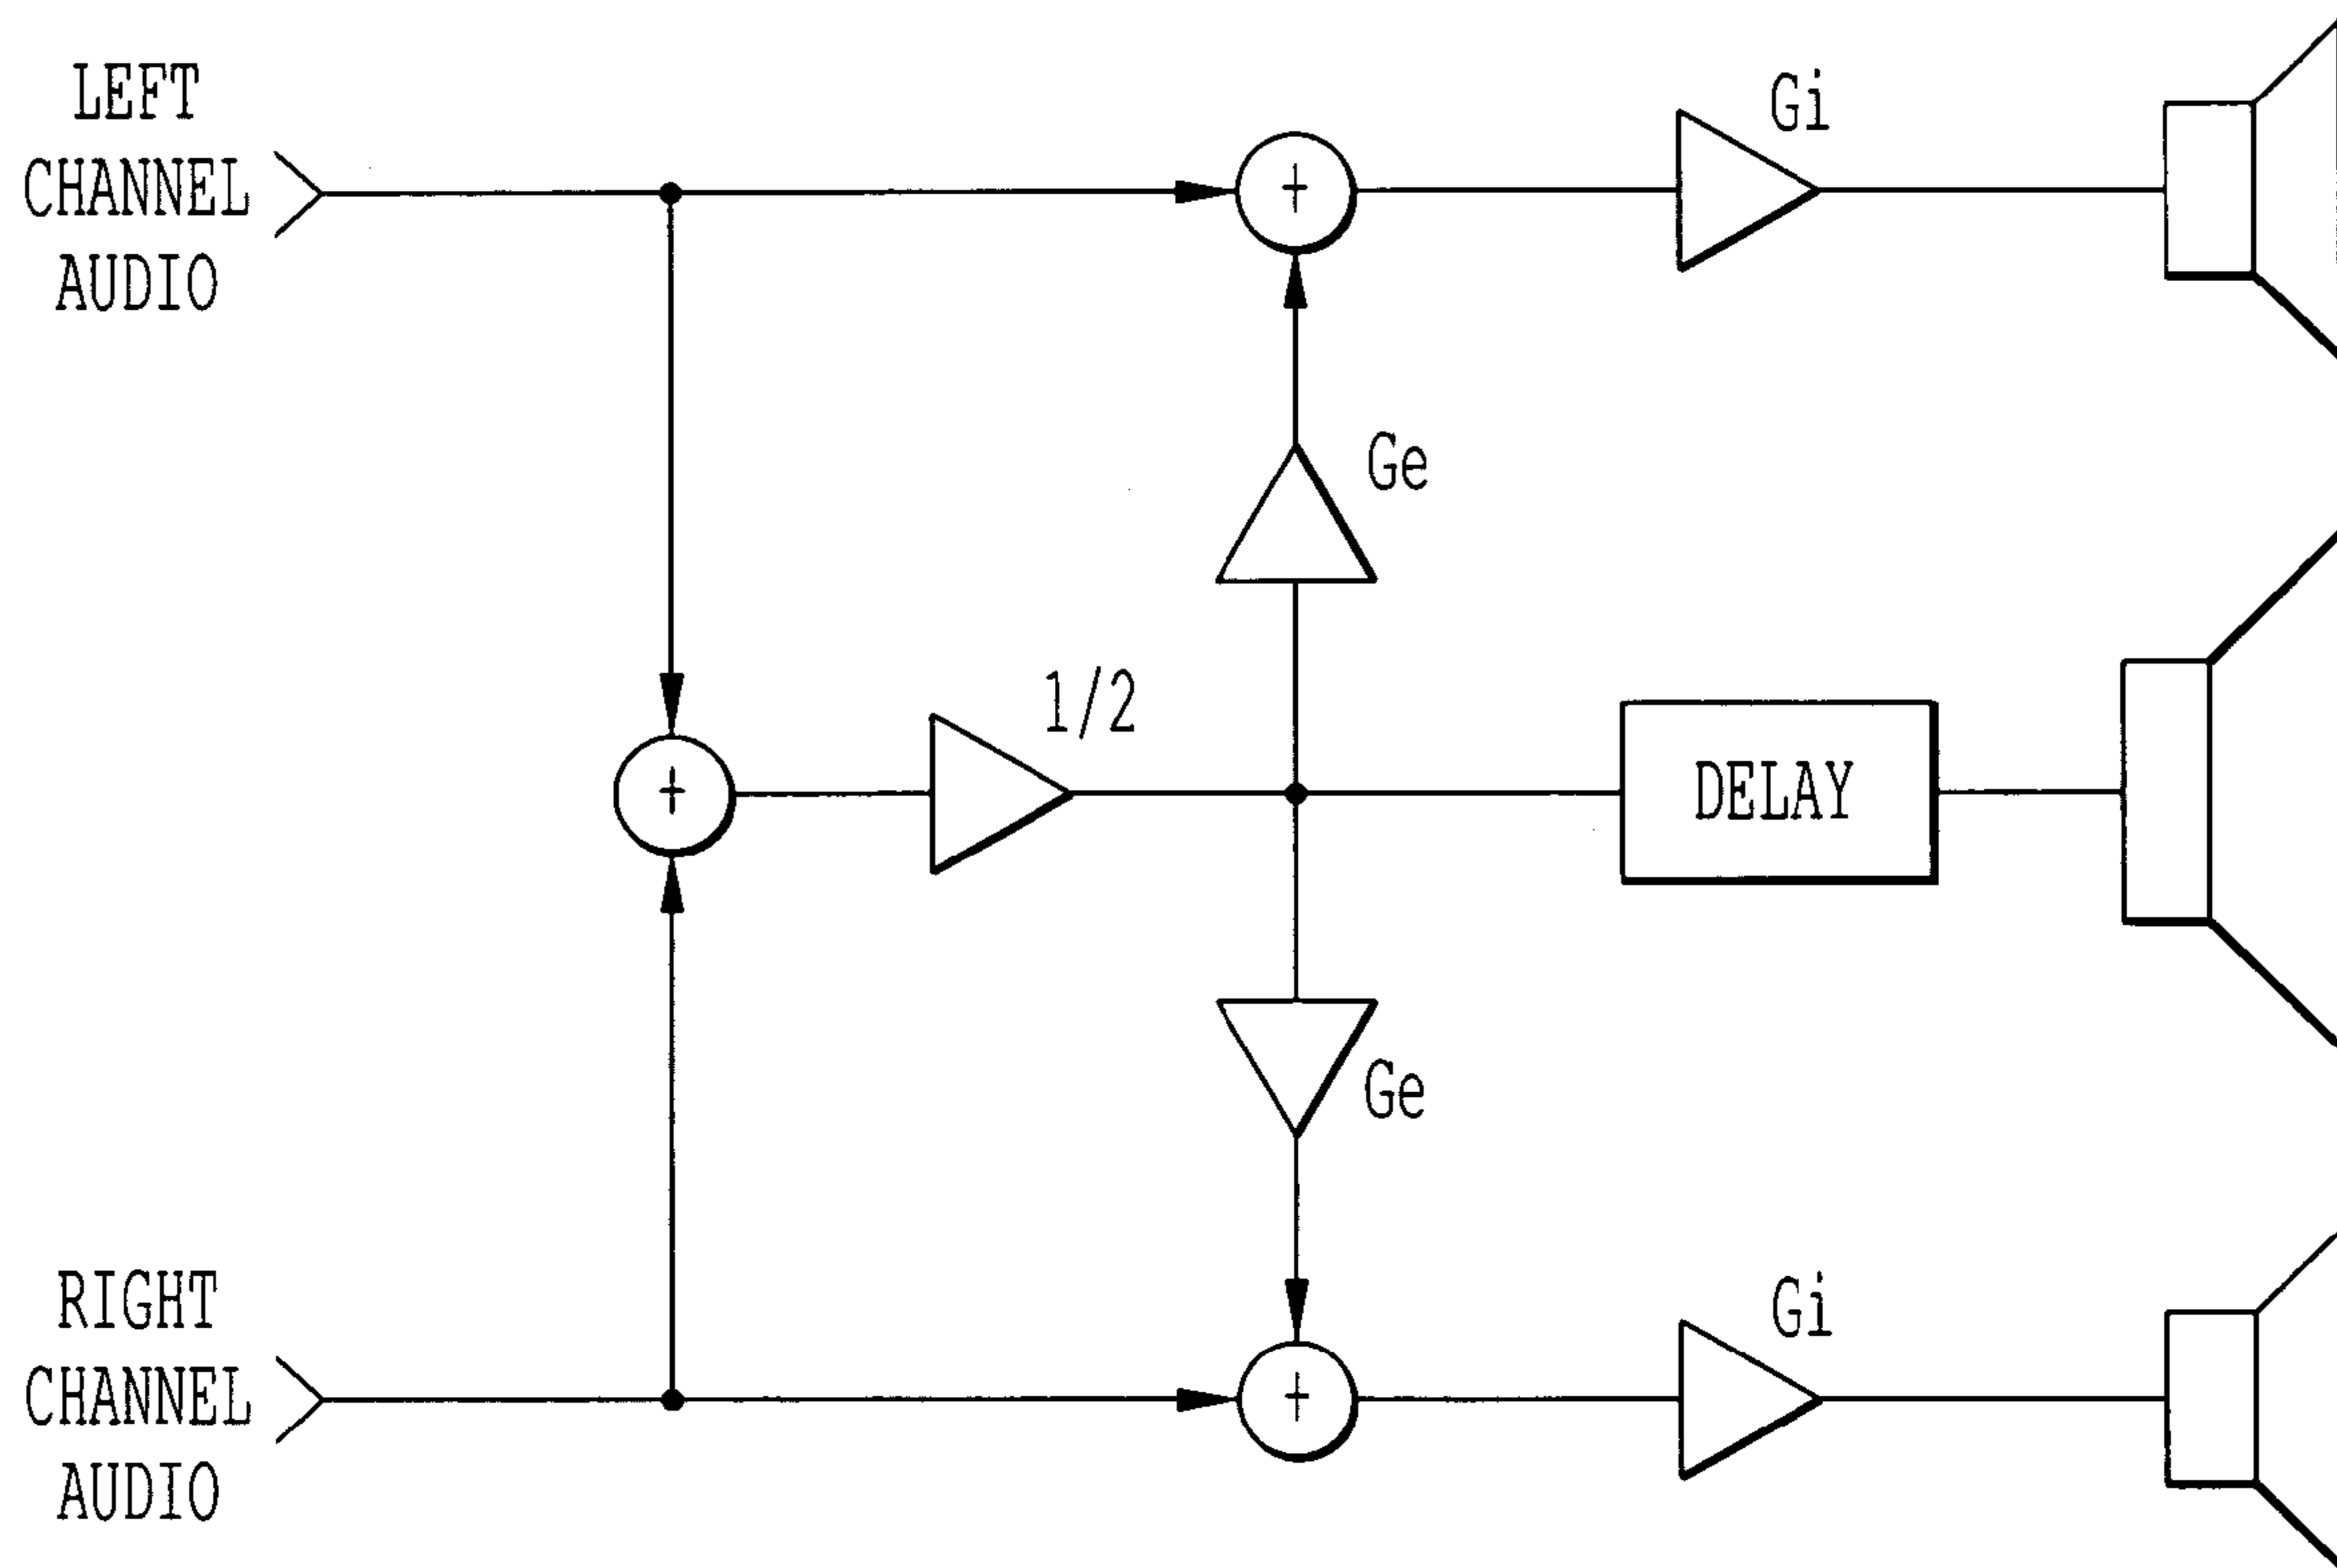 LEFT
CHANNEL
AUDIO
Gi
+
Ge
1/2
+
DELAY
Ge
RIGHT
CHANNEL
AUDIO
Gi
+